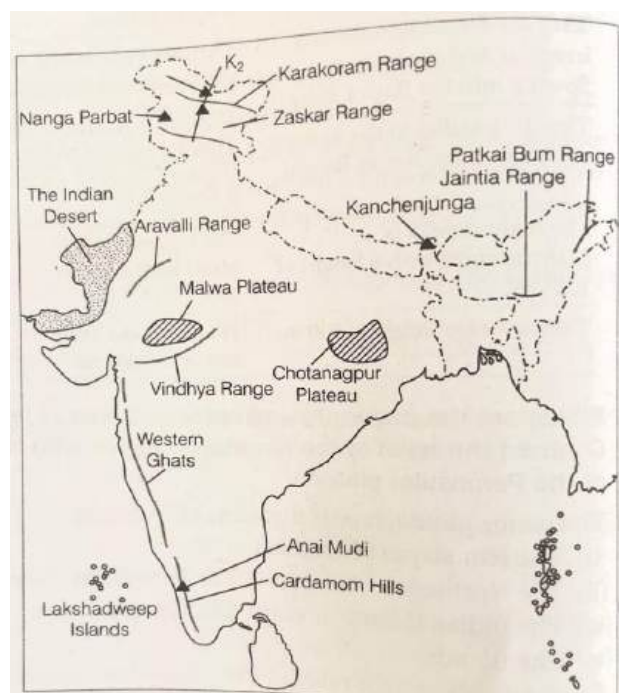 K2
Karakoram Range
Nanga Parbat
Zaskar Range
Patkai Bum Range
Jaintia Range
The Indian
Desert
Kanchenjunga
Aravalli Range
Malwa Plateau
Vindhya Range
Chotanagpur
Plateau
Western
Ghats
Anai Mudi
Cardamom Hills
Lakshadweep
Islands